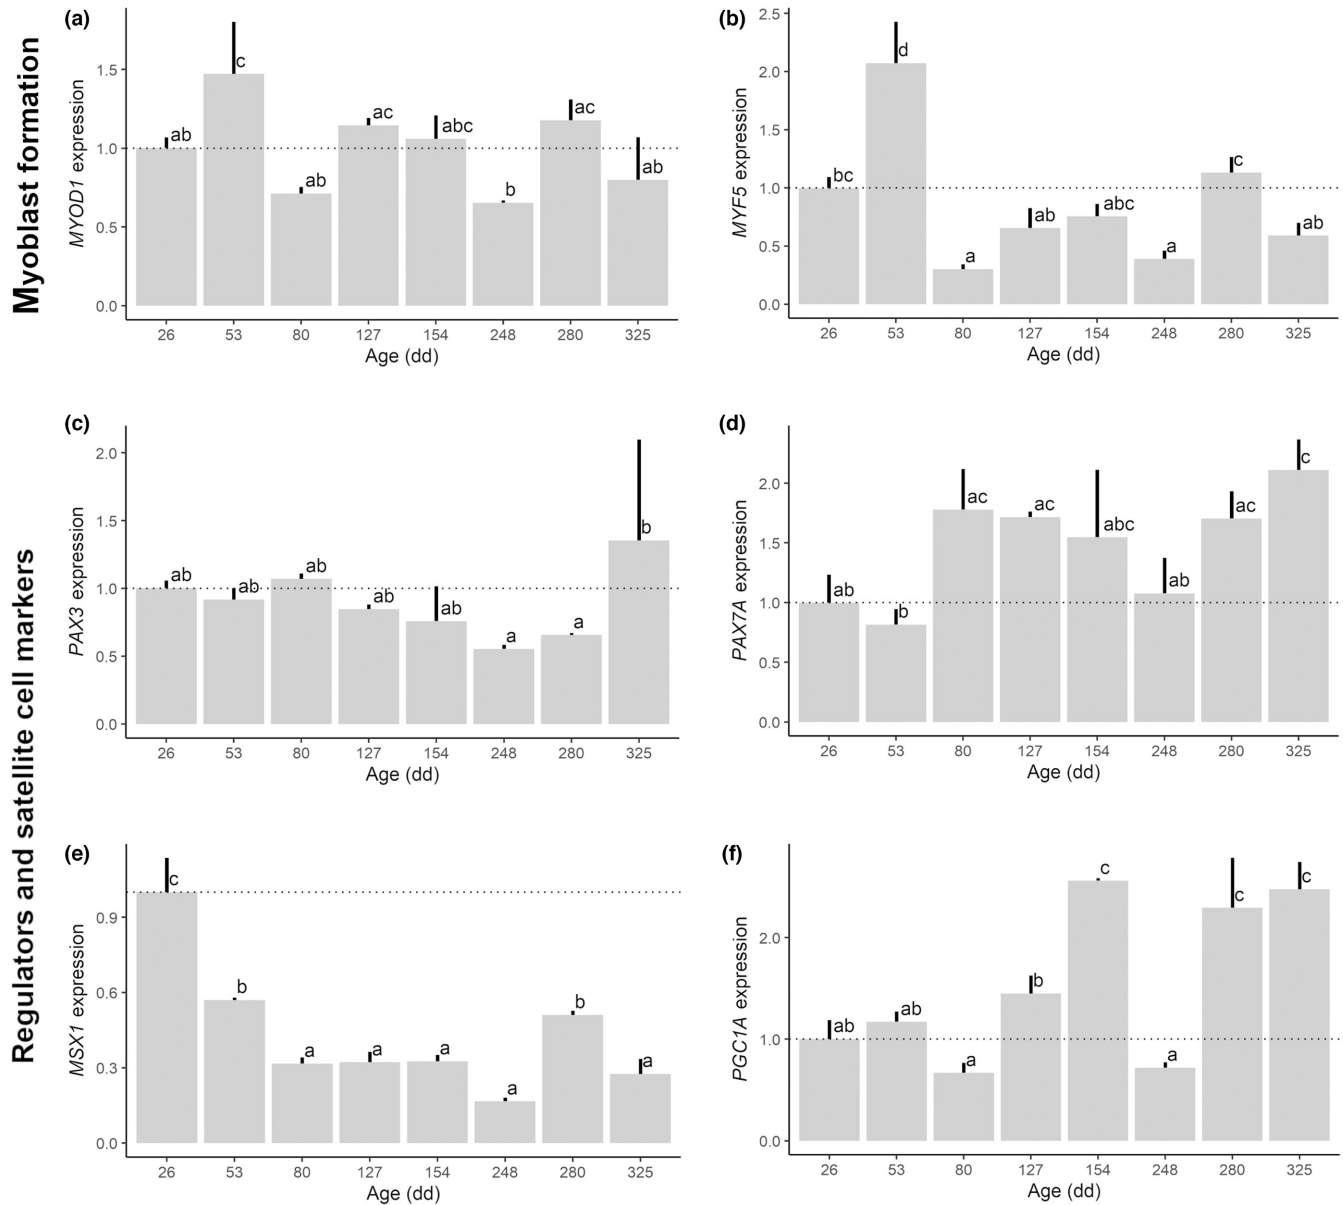 Myoblast formation
(a)
MYOD1 expression
1.5
1.0
0.5
0.0
ab
c
ab
ac
abc
b
ac
ab
26 53 80 127 154 248 280 325
Age (dd)
(b)
MYF5 expression
2.5
2.0
1.5
1.0
0.5
0.0
bc
d
a
ab
abc
a
c
ab
26 53 80 127 154 248 280 325
Age (dd)
Regulators and satellite cell markers
(c)
PAX3 expression
2.0
1.5
1.0
0.5
0.0
ab
ab
ab
ab
ab
a
a
b
26 53 80 127 154 248 280 325
Age (dd)
(d)
PAX7A expression
2.0
1.5
1.0
0.5
0.0
ab
b
ac
ac
abc
ab
ac
c
26 53 80 127 154 248 280 325
Age (dd)
(e)
MSX1 expression
0.9
0.6
0.3
0.0
c
b
a
a
a
a
b
a
26 53 80 127 154 248 280 325
Age (dd)
(f)
PGC1A expression
2.0
1.0
0.0
ab
ab
a
b
c
a
c
c
26 53 80 127 154 248 280 325
Age (dd)